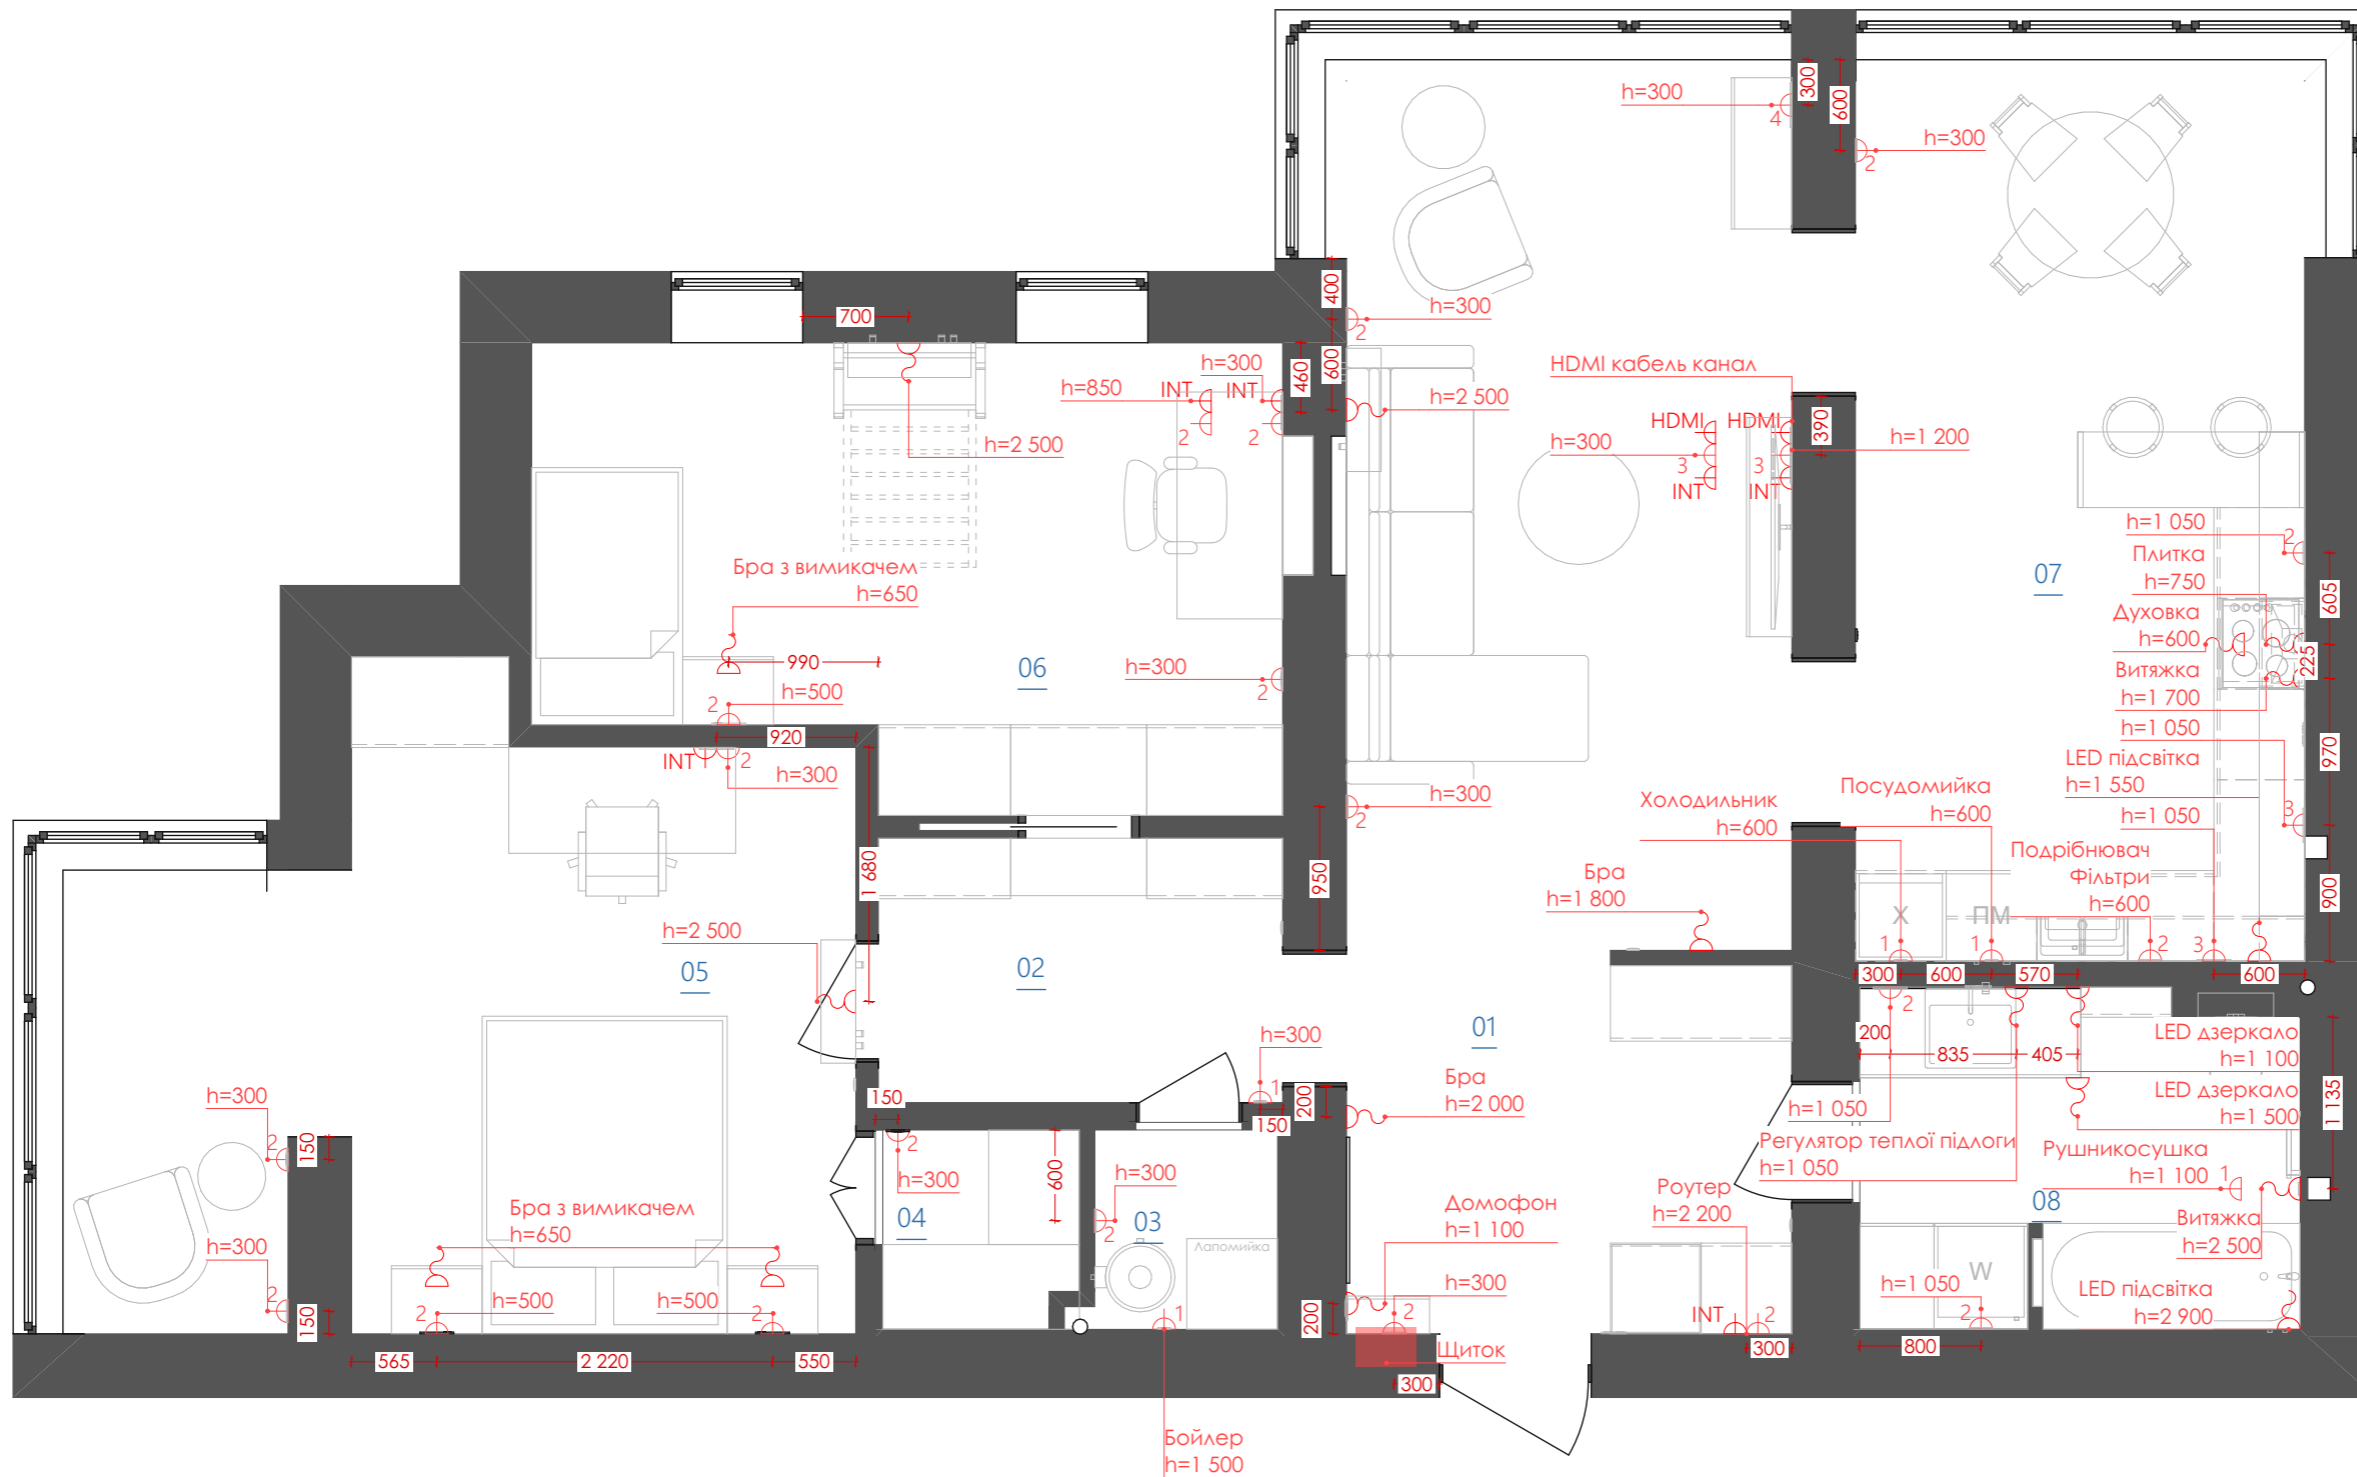 300
600
h=300
4
h=300
2
400
h=300
2
700
600
460
h=300
h=850
INT
INT
2
2
h=2 500
h=2 500
HDMI кабель канал
HDMI
HDMI
390
h=300
h=1 200
3
3
INT
INT
h=1 050
2
Плитка
h=750
605
Духовка
h=600
225
Витяжка
h=1 700
h=1 050
970
LED підсвітка
h=1 550
3
h=1 050
07
Бра з вимикачем
h=650
990
06
h=300
2
h=500
2
920
INT
2
h=300
1 680
h=300
2
950
Холодильник
h=600
Посудомийка
h=600
Подрібнювач
Фільтри
h=600
900
Бра
h=1 800
X
ПМ
1
1
2
3
300
600
570
600
h=2 500
05
02
01
h=300
1
150
150
200
Бра
h=2 000
2
200
835
405
LED дзеркало
h=1 100
LED дзеркало
h=1 500
1 135
h=1 050
Регулятор теплої підлоги
h=1 050
Рушникосушка
h=1 100
1
08
Витяжка
h=2 500
LED підсвітка
h=2 900
h=1 050
W
2
800
h=300
2
150
h=300
2
150
Бра з вимикачем
h=650
h=500
2
h=500
2
565
2 220
550
2
h=300
600
04
h=300
2
03
Лапомийка
1
Бойлер
h=1 500
Домофон
h=1 100
h=300
2
200
Щиток
300
Роутер
h=2 200
INT
2
300